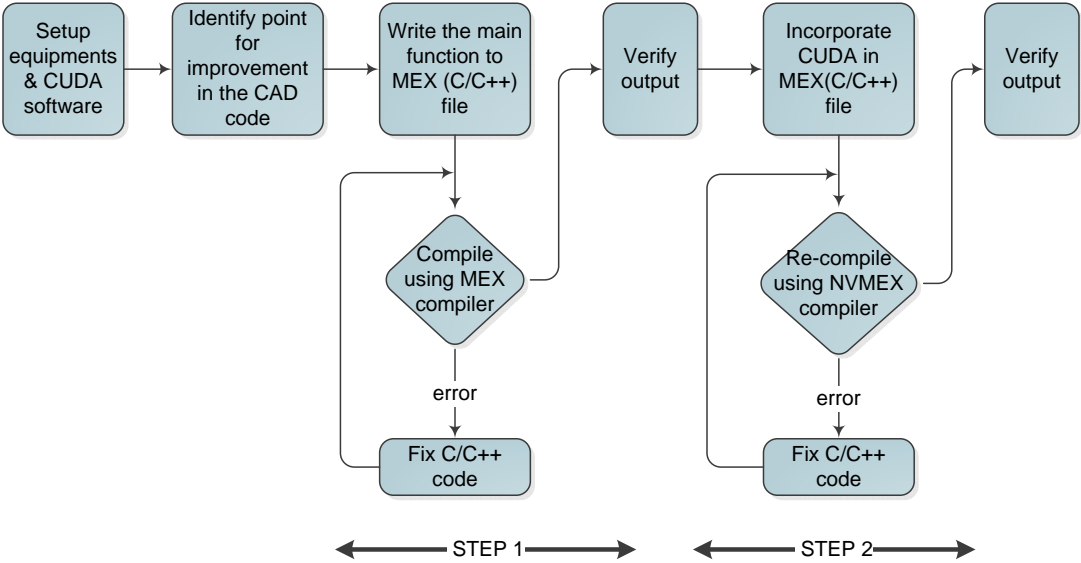 Setup
equipments
& CUDA
software
Identify point
for
improvement
in the CAD
code
Write the main
function to
MEX (C/C++)
file
Verify
output
Incorporate
CUDA in
MEX(C/C++)
file
Verify
output
Compile
using MEX
compiler
Re-compile
using NVMEX
compiler
error
error
Fix C/C++
code
Fix C/C++
code
STEP 1
STEP 2